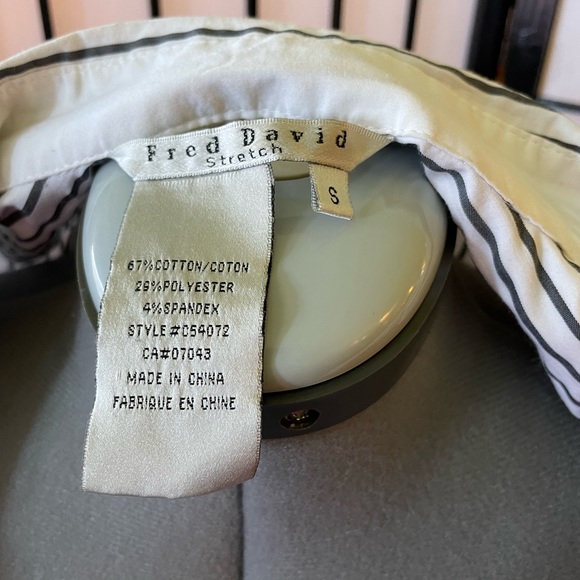 Fred David
Stretch
S
67%COTTON/COTON
29%POLYESTER
4%SPANDEX
STYLE #C54072
CA#07043
MADE IN CHINA
FABRIQUE EN CHINE